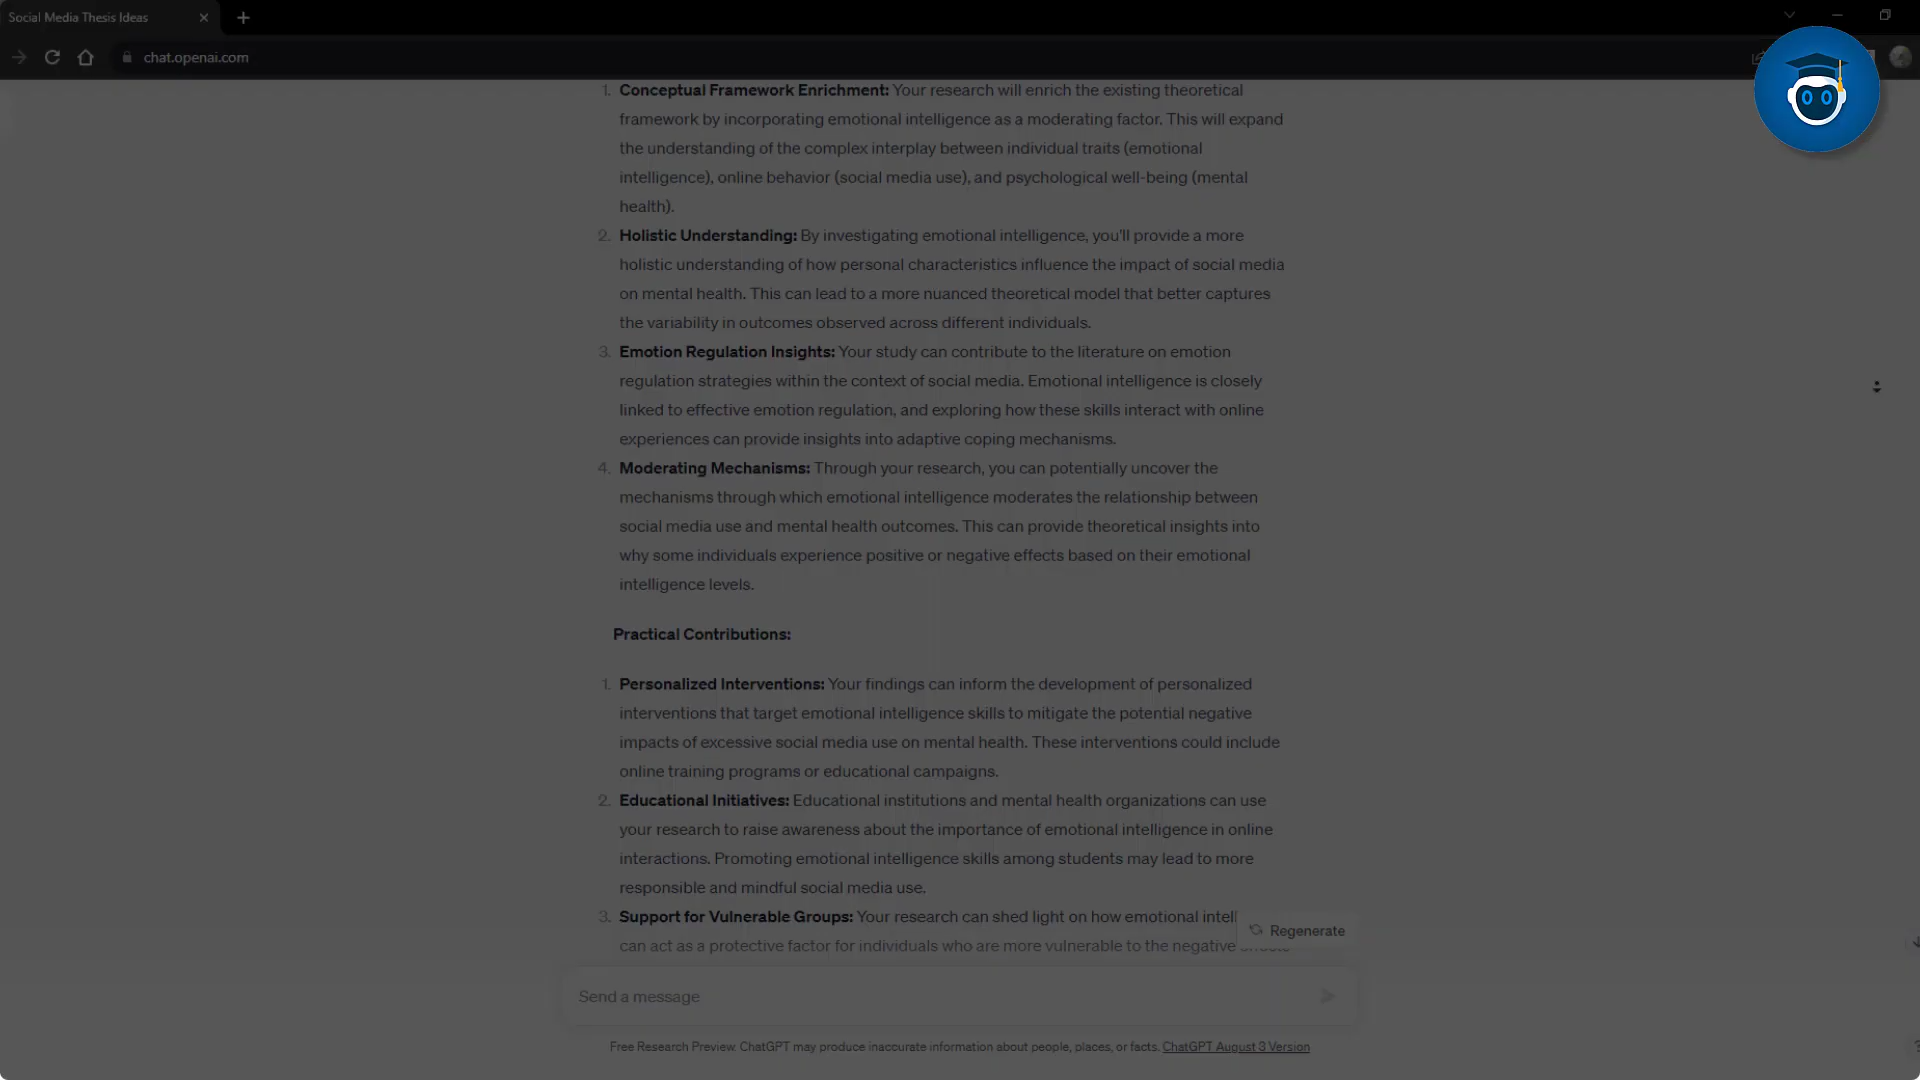 Social Media Thesis Ideas
chat.openai.com
1. Conceptual Framework Enrichment: Your research will enrich the existing theoretical
framework by incorporating emotional intelligence as a moderating factor. This will expand
the understanding of the complex interplay between individual traits (emotional
intelligence), online behavior (social media use), and psychological well-being (mental
health).
2. Holistic Understanding: By investigating emotional intelligence, you'll provide a more
holistic understanding of how personal characteristics influence the impact of social media
on mental health. This can lead to a more nuanced theoretical model that better captures
the variability in outcomes observed across different individuals.
3. Emotion Regulation Insights: Your study can contribute to the literature on emotion
regulation strategies within the context of social media. Emotional intelligence is closely
linked to effective emotion regulation, and exploring how these skills interact with online
experiences can provide insights into adaptive coping mechanisms.
4. Moderating Mechanisms: Through your research, you can potentially uncover the
mechanisms through which emotional intelligence moderates the relationship between
social media use and mental health outcomes. This can provide theoretical insights into
why some individuals experience positive or negative effects based on their emotional
intelligence levels.
Practical Contributions:
1. Personalized Interventions: Your findings can inform the development of personalized
interventions that target emotional intelligence skills to mitigate the potential negative
impacts of excessive social media use on mental health. These interventions could include
online training programs or educational campaigns.
2. Educational Initiatives: Educational institutions and mental health organizations can use
your research to raise awareness about the importance of emotional intelligence in online
interactions. Promoting emotional intelligence skills among students may lead to more
responsible and mindful social media use.
3. Support for Vulnerable Groups: Your research can shed light on how emotional intell
Regenerate
can act as a protective factor for individuals who are more vulnerable to the negative
Send a message
Free Research Preview. ChatGPT may produce inaccurate information about people, places, or facts. ChatGPT August 3 Version